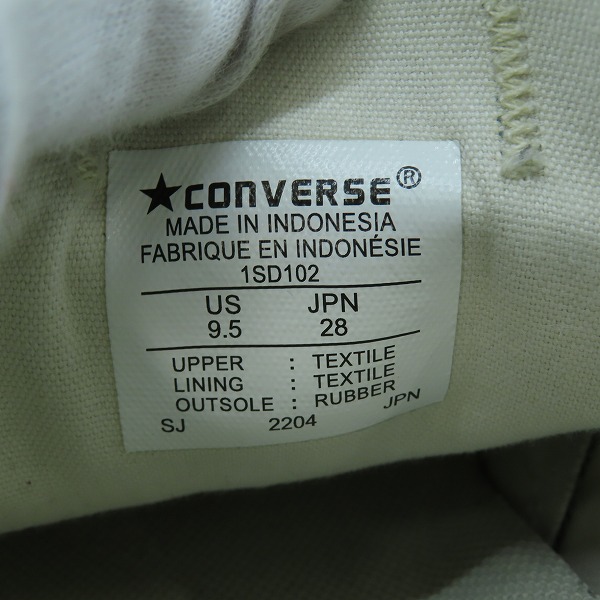 ★CONVERSE®
MADE IN INDONESIA
FABRIQUE EN INDONÉSIE
1SD102
US JPN
9.5 28
UPPER : TEXTILE
LINING : TEXTILE
OUTSOLE : RUBBER
SJ 2204 JPN